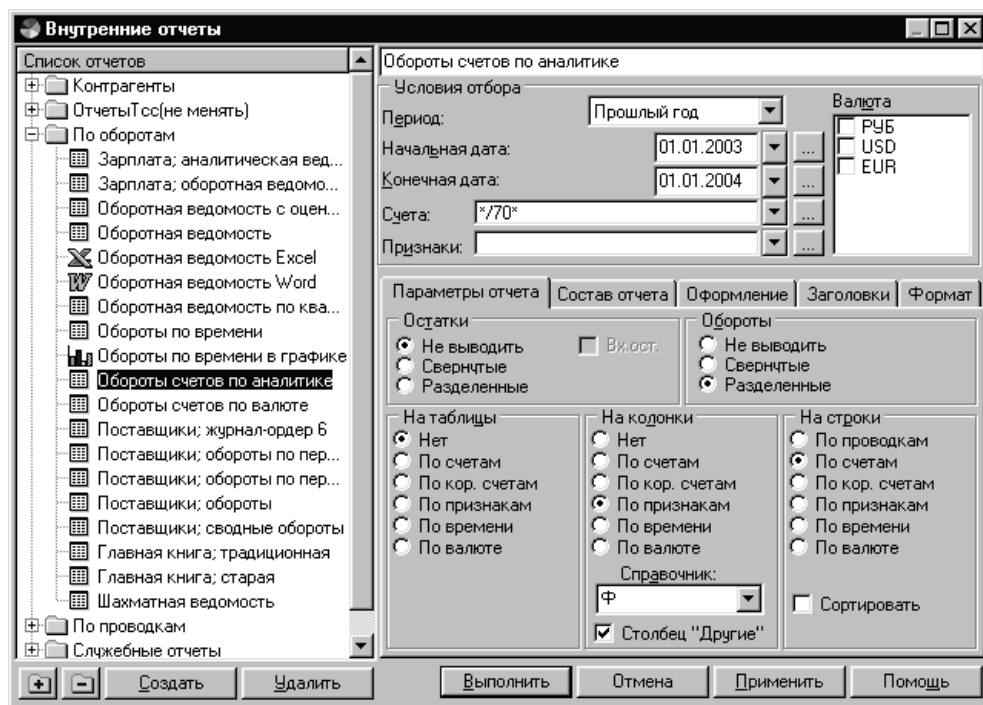 Внутренние отчеты
Список отчетов
Контрагенты
ОтчетыТсс(не менять)
По оборотам
Зарплата; аналитическая вед...
Зарплата; оборотная ведомо...
Оборотная ведомость с оцен...
Оборотная ведомость
Оборотная ведомость Excel
Оборотная ведомость Word
Оборотная ведомость по ква...
Обороты по времени
Обороты по времени в графике
Обороты счетов по аналитике
Обороты счетов по валюте
Поставщики; журнал-ордер 6
Поставщики; обороты по пер...
Поставщики; обороты по пер...
Поставщики; обороты
Поставщики; сводные обороты
Главная книга; традиционная
Главная книга; старая
Шахматная ведомость
По проводкам
Служебные отчеты
Создать
Удалить
Обороты счетов по аналитике
Условия отбора
Период:
Прошлый год
Начальная дата:
01.01.2003
...
Конечная дата:
01.01.2004
...
Счета:
*/70*
...
Признаки:
...
Валюта
РУБ
USD
EUR
Параметры отчета
Состав отчета
Оформление
Заголовки
Формат
Остатки
Не выводить
Вх.ост.
Свернутые
Разделенные
Обороты
Не выводить
Свернутые
Разделенные
На таблицы
Нет
По счетам
По кор. счетам
По признакам
По времени
По валюте
На колонки
Нет
По счетам
По кор. счетам
По признакам
По времени
По валюте
Справочник:
Ф
Столбец "Другие"
На строки
По проводкам
По счетам
По кор. счетам
По признакам
По времени
По валюте
Сортировать
Выполнить
Отмена
Применить
Помощь